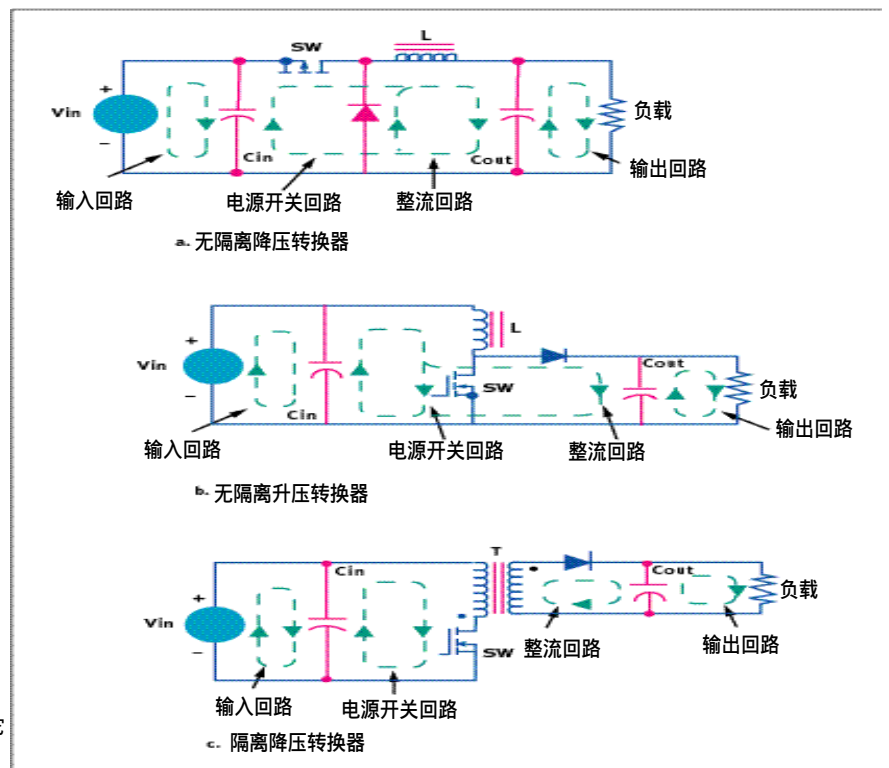 L
SW
+
Vin
−
Cin
Cout
负载
输入回路
电源开关回路
整流回路
输出回路
a. 无隔离降压转换器
L
+
Vin
−
Cin
SW
Cout
负载
输入回路
电源开关回路
整流回路
输出回路
b. 无隔离升压转换器
T
Cin
Cout
+
Vin
−
SW
负载
整流回路
输出回路
输入回路
电源开关回路
c. 隔离降压转换器